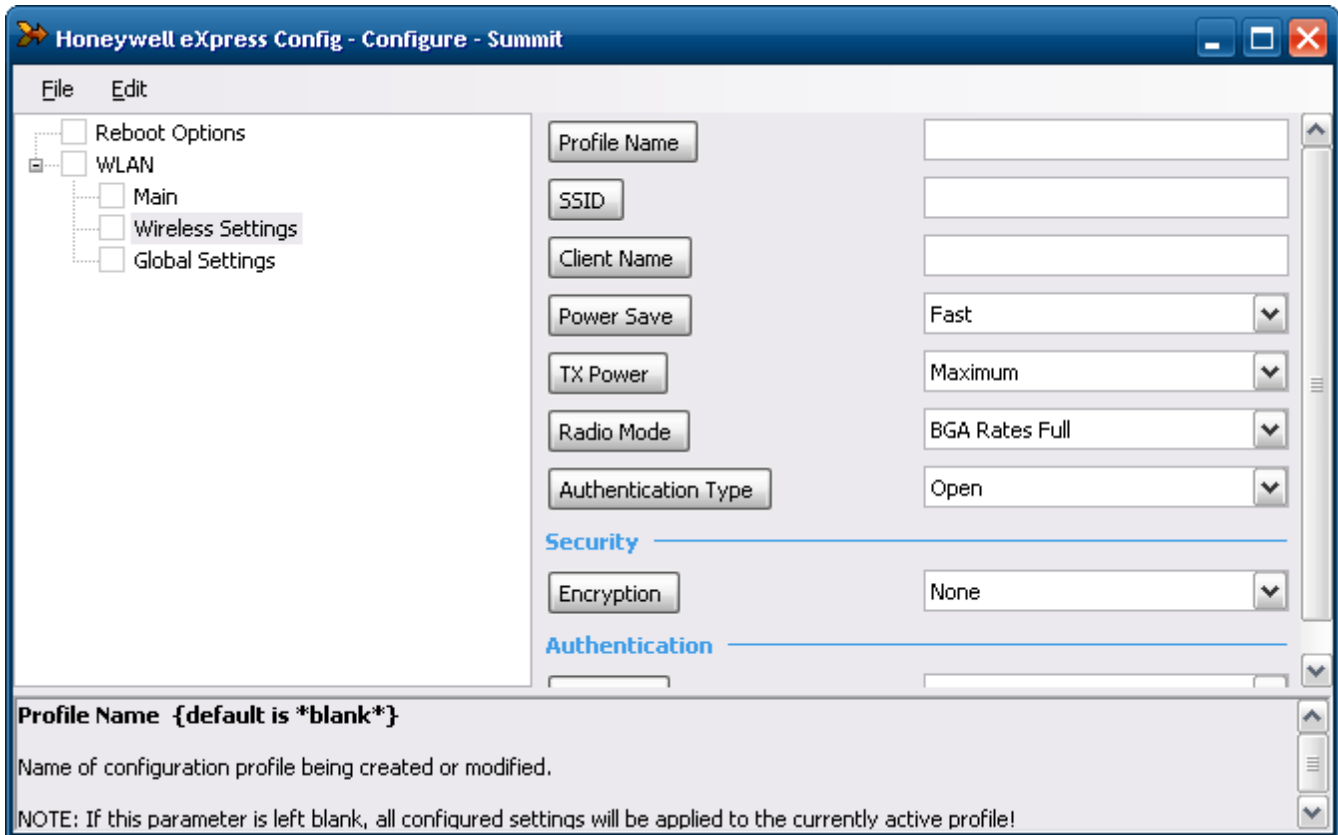 Honeywell eXpress Config - Configure - Summit
File Edit
Reboot Options
WLAN
Main
Wireless Settings
Global Settings
Profile Name
SSID
Client Name
Power Save Fast
TX Power Maximum
Radio Mode BGA Rates Full
Authentication Type Open
Security
Encryption None
Authentication
Profile Name {default is *blank*}
Name of configuration profile being created or modified.
NOTE: If this parameter is left blank, all configured settings will be applied to the currently active profile!